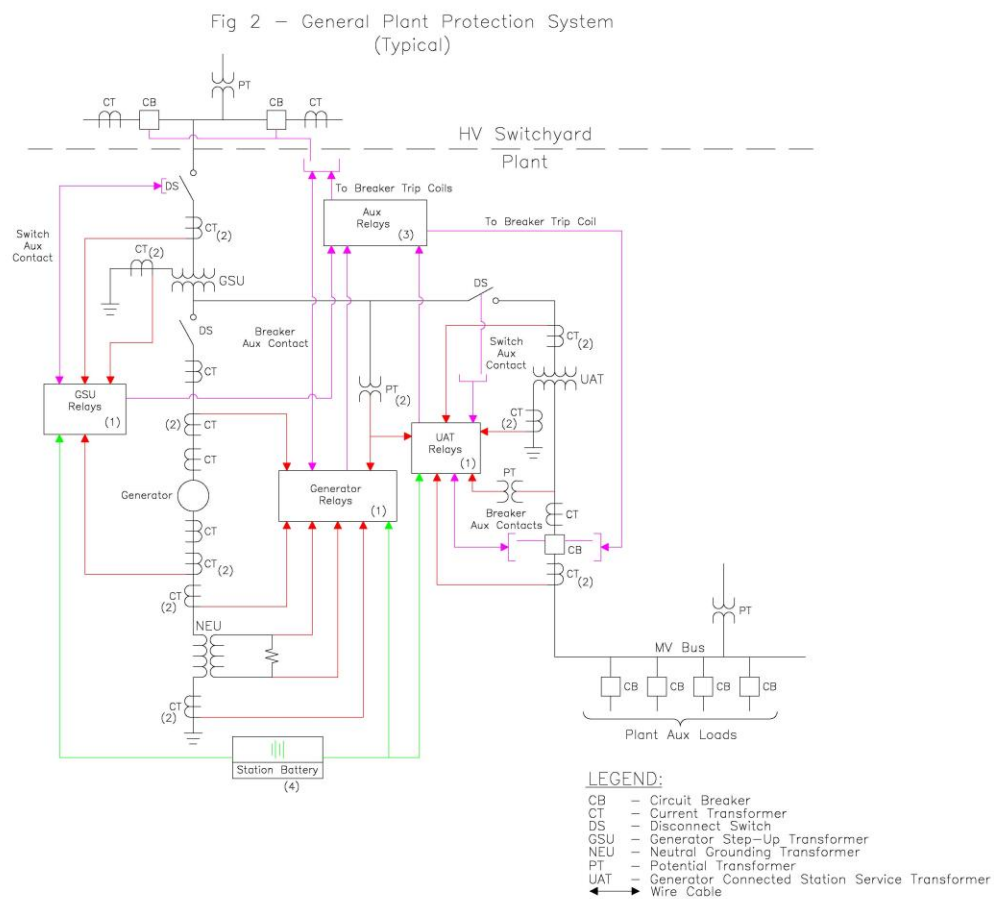 Fig 2 – General Plant Protection System
(Typical)
PT
CT
CB
CB
CT
HV Switchyard
Plant
DS
To Breaker Trip Coils
Aux
Relays
(3)
To Breaker Trip Coil
Switch
Aux
Contact
CT
(2)
CT
(2)
GSU
DS
DS
Breaker
Aux Contact
Switch
Aux
Contact
CT
(2)
UAT
CT
PT
(2)
GSU
Relays
(1)
CT
(2)
(2)
CT
UAT
Relays
(1)
CT
PT
Generator
Generator
Relays
(1)
Breaker
Aux Contacts
CT
CT
CB
CT
(2)
CT
(2)
CT
(2)
PT
NEU
MV Bus
CB
CB
CB
CB
CT
(2)
Plant Aux Loads
Station Battery
(4)
LEGEND:
CB – Circuit Breaker
CT – Current Transformer
DS – Disconnect Switch
GSU – Generator Step–Up Transformer
NEU – Neutral Grounding Transformer
PT – Potential Transformer
UAT – Generator Connected Station Service Transformer
Wire Cable